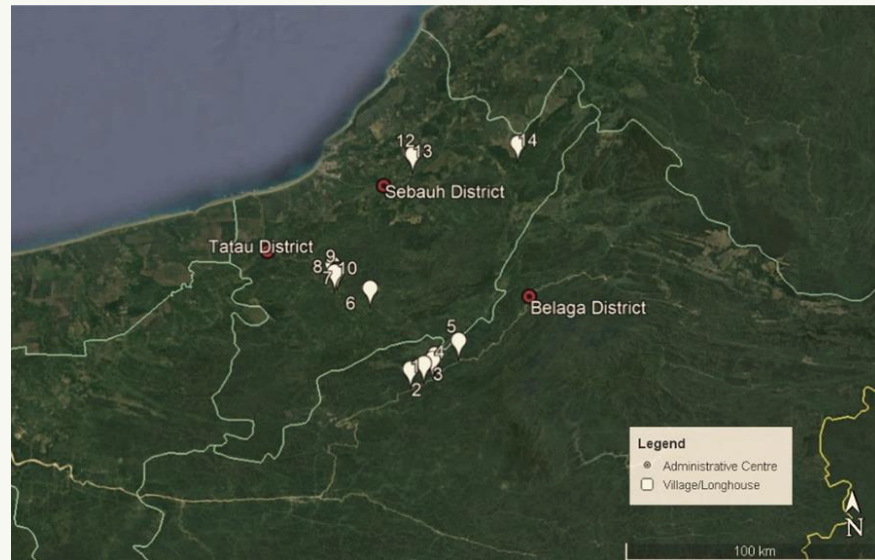 12
13
14
Sebauh District
Tatau District
9
8
10
7
6
Belaga District
5
4
1
3
2
Legend
Administrative Centre
Village/Longhouse
N
100 km